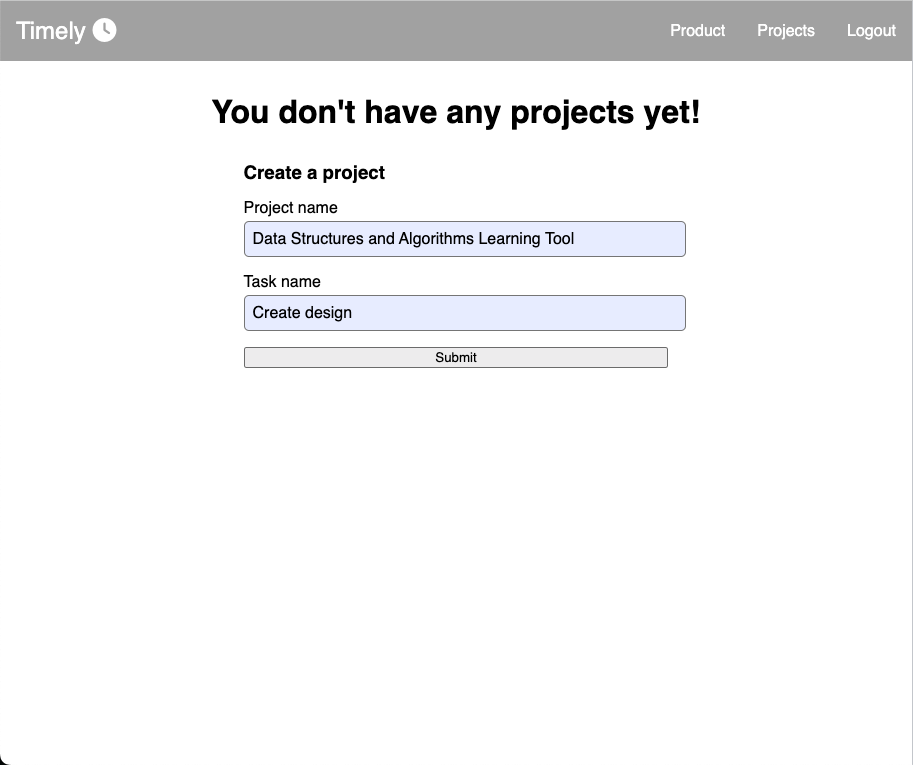 Timely
Product Projects Logout
You don't have any projects yet!
Create a project
Project name
Data Structures and Algorithms Learning Tool
Task name
Create design
Submit